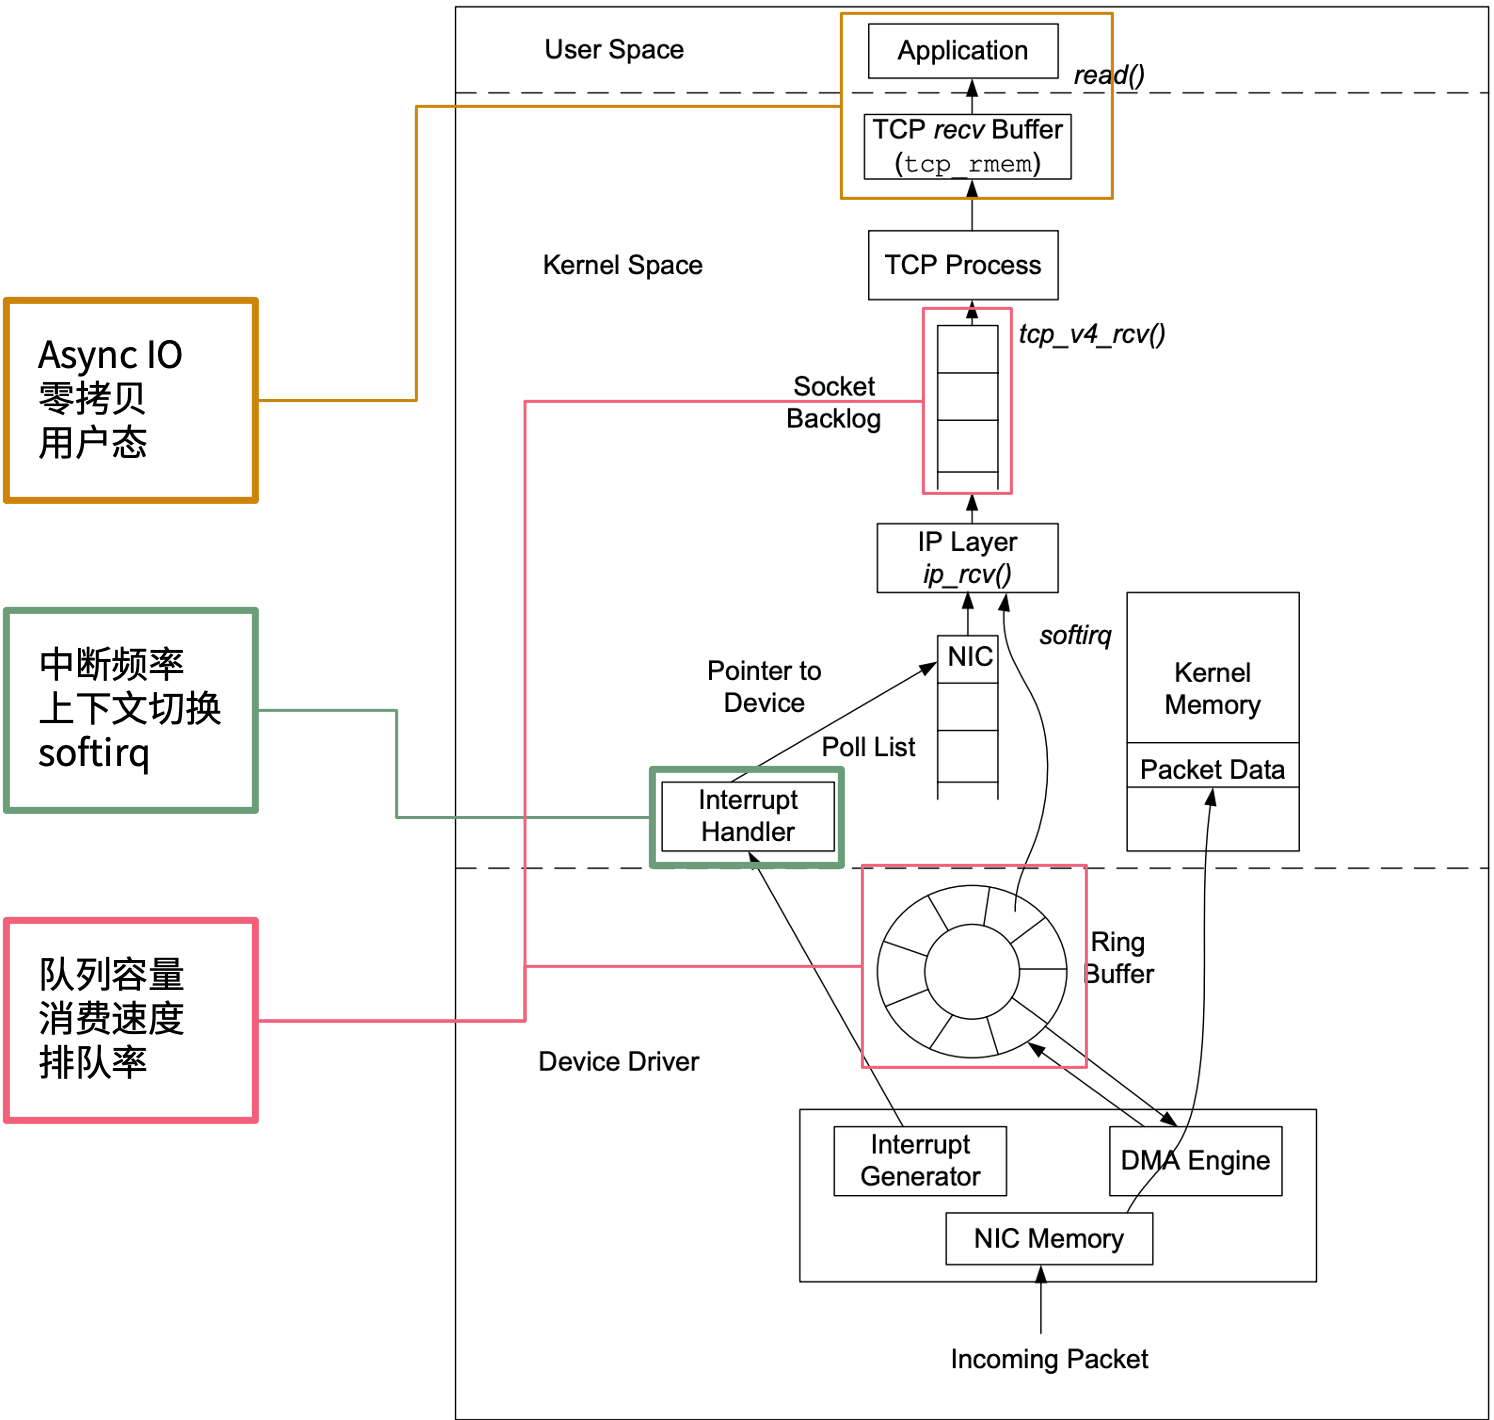 User Space
Application
read()
TCP recv Buffer
(tcp_rmem)
Kernel Space
TCP Process
tcp_v4_rcv()
Socket
Backlog
Async IO
零拷贝
用户态
IP Layer
ip_rcv()
softirq
NIC
Pointer to
Device
Poll List
Kernel
Memory
Packet Data
中断频率
上下文切换
softirq
Interrupt
Handler
Ring
Buffer
队列容量
消费速度
排队率
Device Driver
Interrupt
Generator
DMA Engine
NIC Memory
Incoming Packet